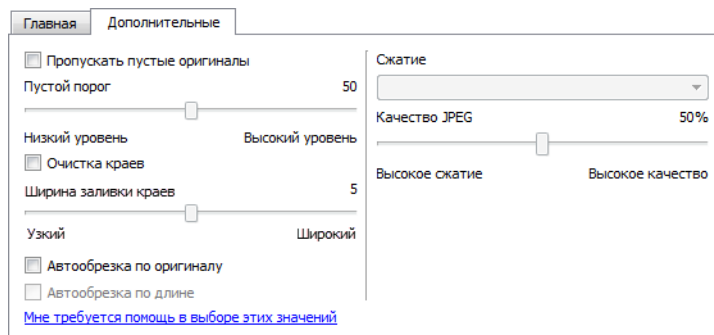 Главная
Дополнительные
Пропускать пустые оригиналы
Пустой порог 50
Низкий уровень Высокий уровень
Очистка краев
Ширина заливки краев 5
Узкий Широкий
Автообрезка по оригиналу
Автообрезка по длине
Мне требуется помощь в выборе этих значений
Сжатие
Качество JPEG 50%
Высокое сжатие Высокое качество